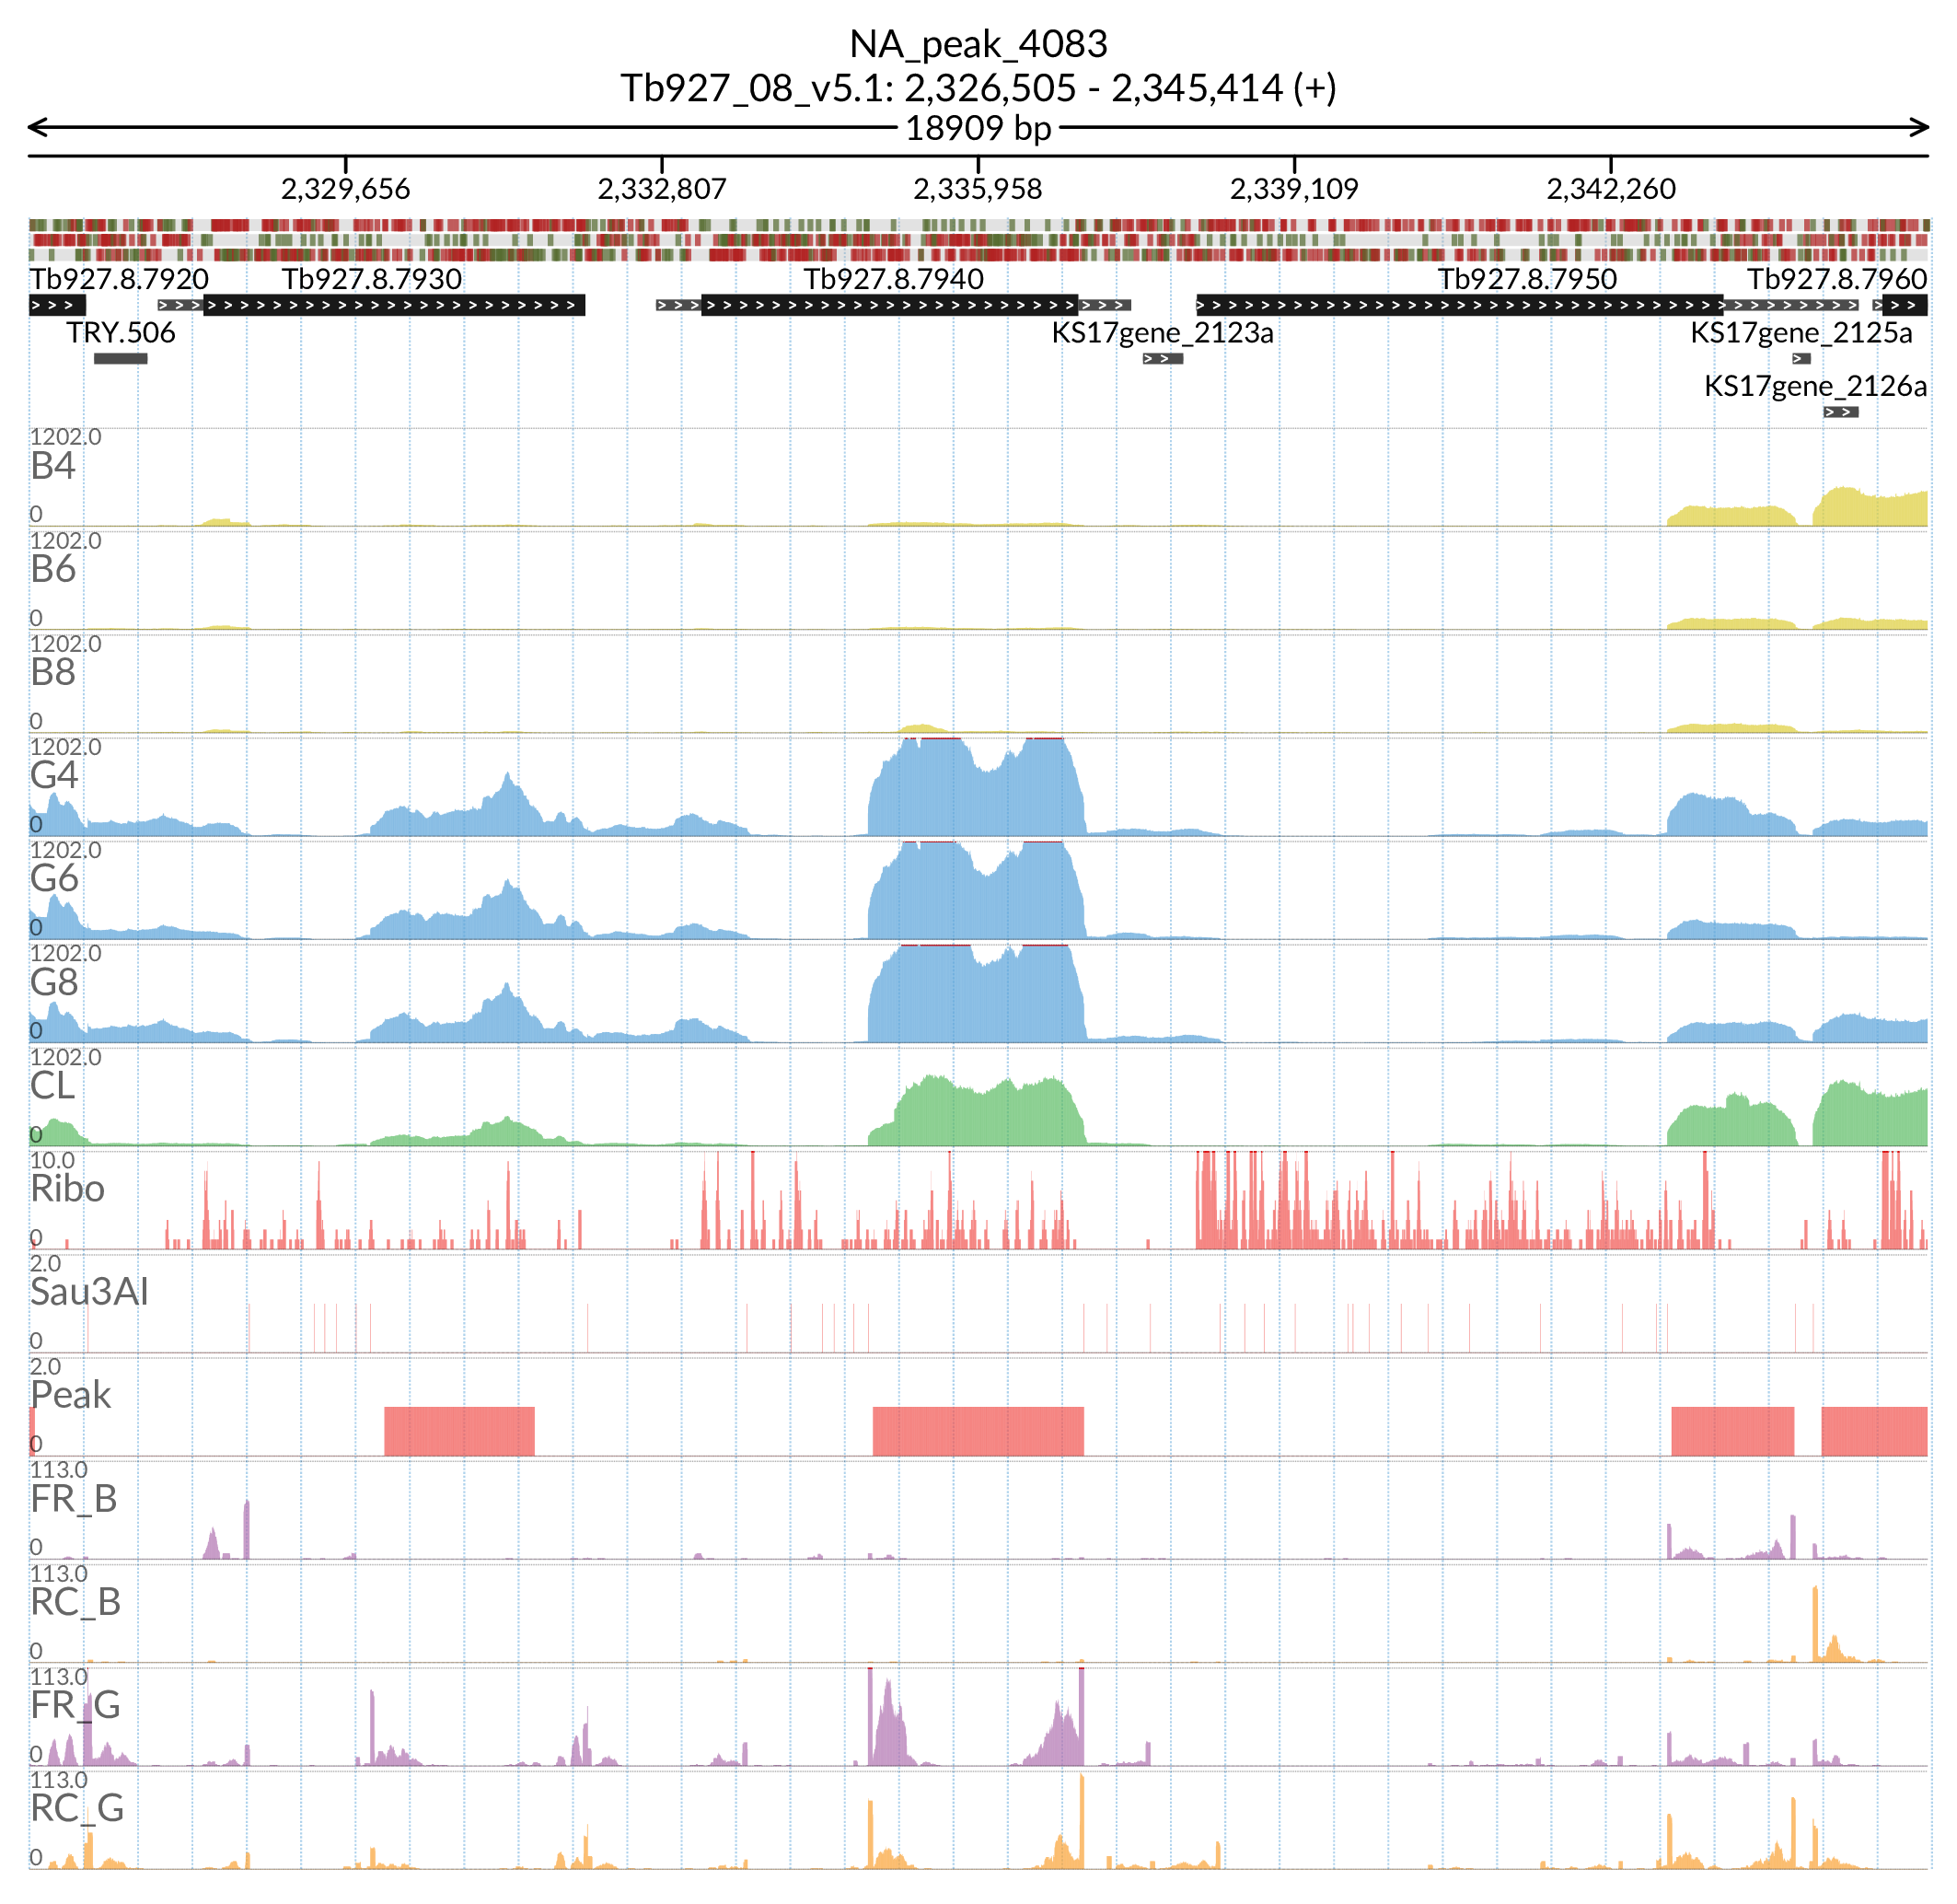 NA_peak_4083
Tb927_08_v5.1: 2,326,505 - 2,345,414 (+)
18909 bp
2,329,656 2,332,807 2,335,958 2,339,109 2,342,260
Tb927.8.7920 Tb927.8.7930 Tb927.8.7940 Tb927.8.7950 Tb927.8.7960
TRY.506 KS17gene_2123a KS17gene_2125a
KS17gene_2126a
1202.0
B4
0
1202.0
B6
0
1202.0
B8
0
1202.0
G4
0
1202.0
G6
0
1202.0
G8
0
1202.0
CL
0
10.0
Ribo
0
2.0
Sau3AI
0
2.0
Peak
0
113.0
FR_B
0
113.0
RC_B
0
113.0
FR_G
0
113.0
RC_G
0